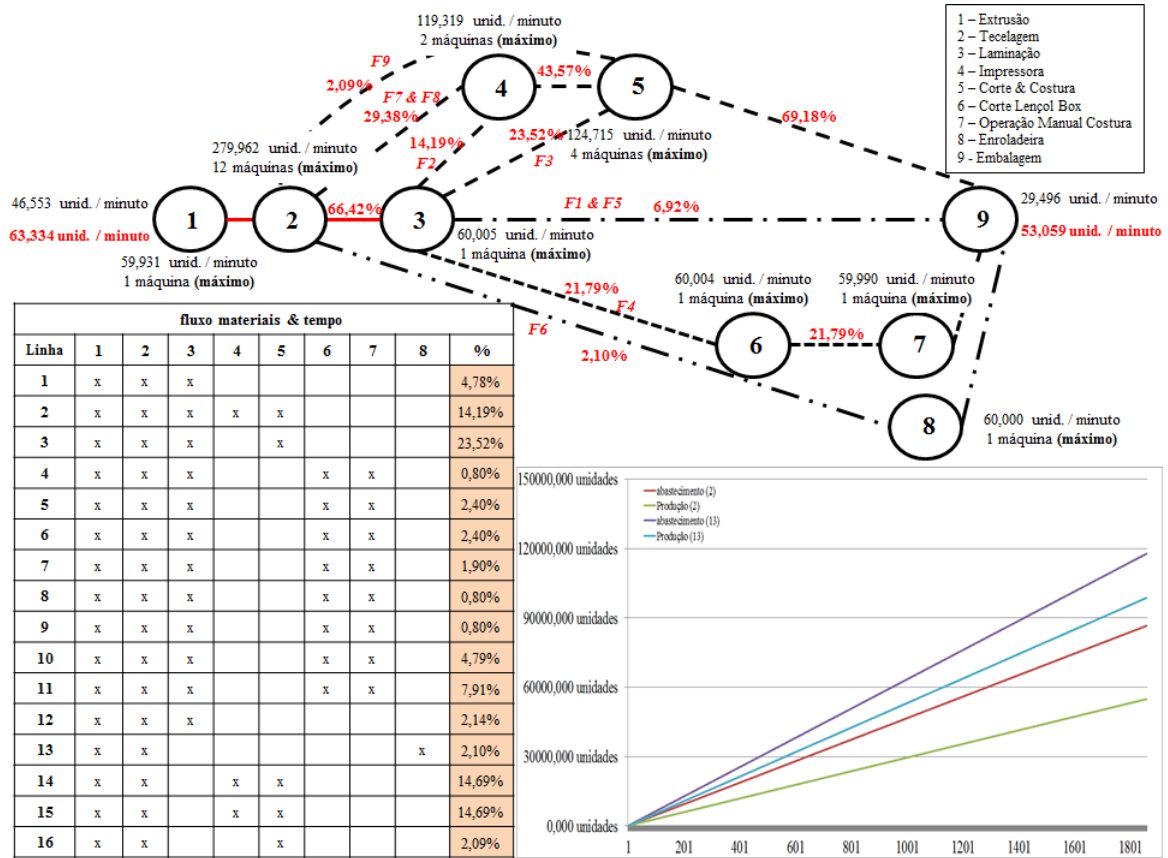 119,319 unid. / minuto
2 máquinas (máximo)
1 – Extrusão
2 – Tecelagem
3 – Laminação
4 – Impressora
5 – Corte & Costura
6 – Corte Lençol Box
7 – Operação Manual Costura
8 – Enroladeira
9 - Embalagem
F9
2,09%
4
43,57%
5
F7 & F8
29,38%
69,18%
14,19%
F2
23,52%
F3
124,715 unid. / minuto
4 máquinas (máximo)
279,962 unid. / minuto
12 máquinas (máximo)
46,553 unid. / minuto
63,334 unid. / minuto
1
2
66,42%
3
F1 & F5
6,92%
9
29,496 unid. / minuto
53,059 unid. / minuto
59,931 unid. / minuto
1 máquina (máximo)
60,005 unid. / minuto
1 máquina (máximo)
21,79%
F4
F6
2,10%
60,004 unid. / minuto
1 máquina (máximo)
59,990 unid. / minuto
1 máquina (máximo)
6
21,79%
7
8
60,000 unid. / minuto
1 máquina (máximo)
fluxo materiais & tempo
Linha 1 2 3 4 5 6 7 8 %
1 x x x 4,78%
2 x x x x x 14,19%
3 x x x x 23,52%
4 x x x x x 0,80%
5 x x x x x 2,40%
6 x x x x x 2,40%
7 x x x x x 1,90%
8 x x x x x 0,80%
9 x x x x x 0,80%
10 x x x x x 4,79%
11 x x x x x 7,91%
12 x x x 2,14%
13 x x x 2,10%
14 x x x x 14,69%
15 x x x x 14,69%
16 x x x 2,09%
150000,000 unidades
120000,000 unidades
90000,000 unidades
60000,000 unidades
30000,000 unidades
0,000 unidades
abastecimento (2)
Produção (2)
abastecimento (13)
Produção (13)
1 201 401 601 801 1001 1201 1401 1601 1801